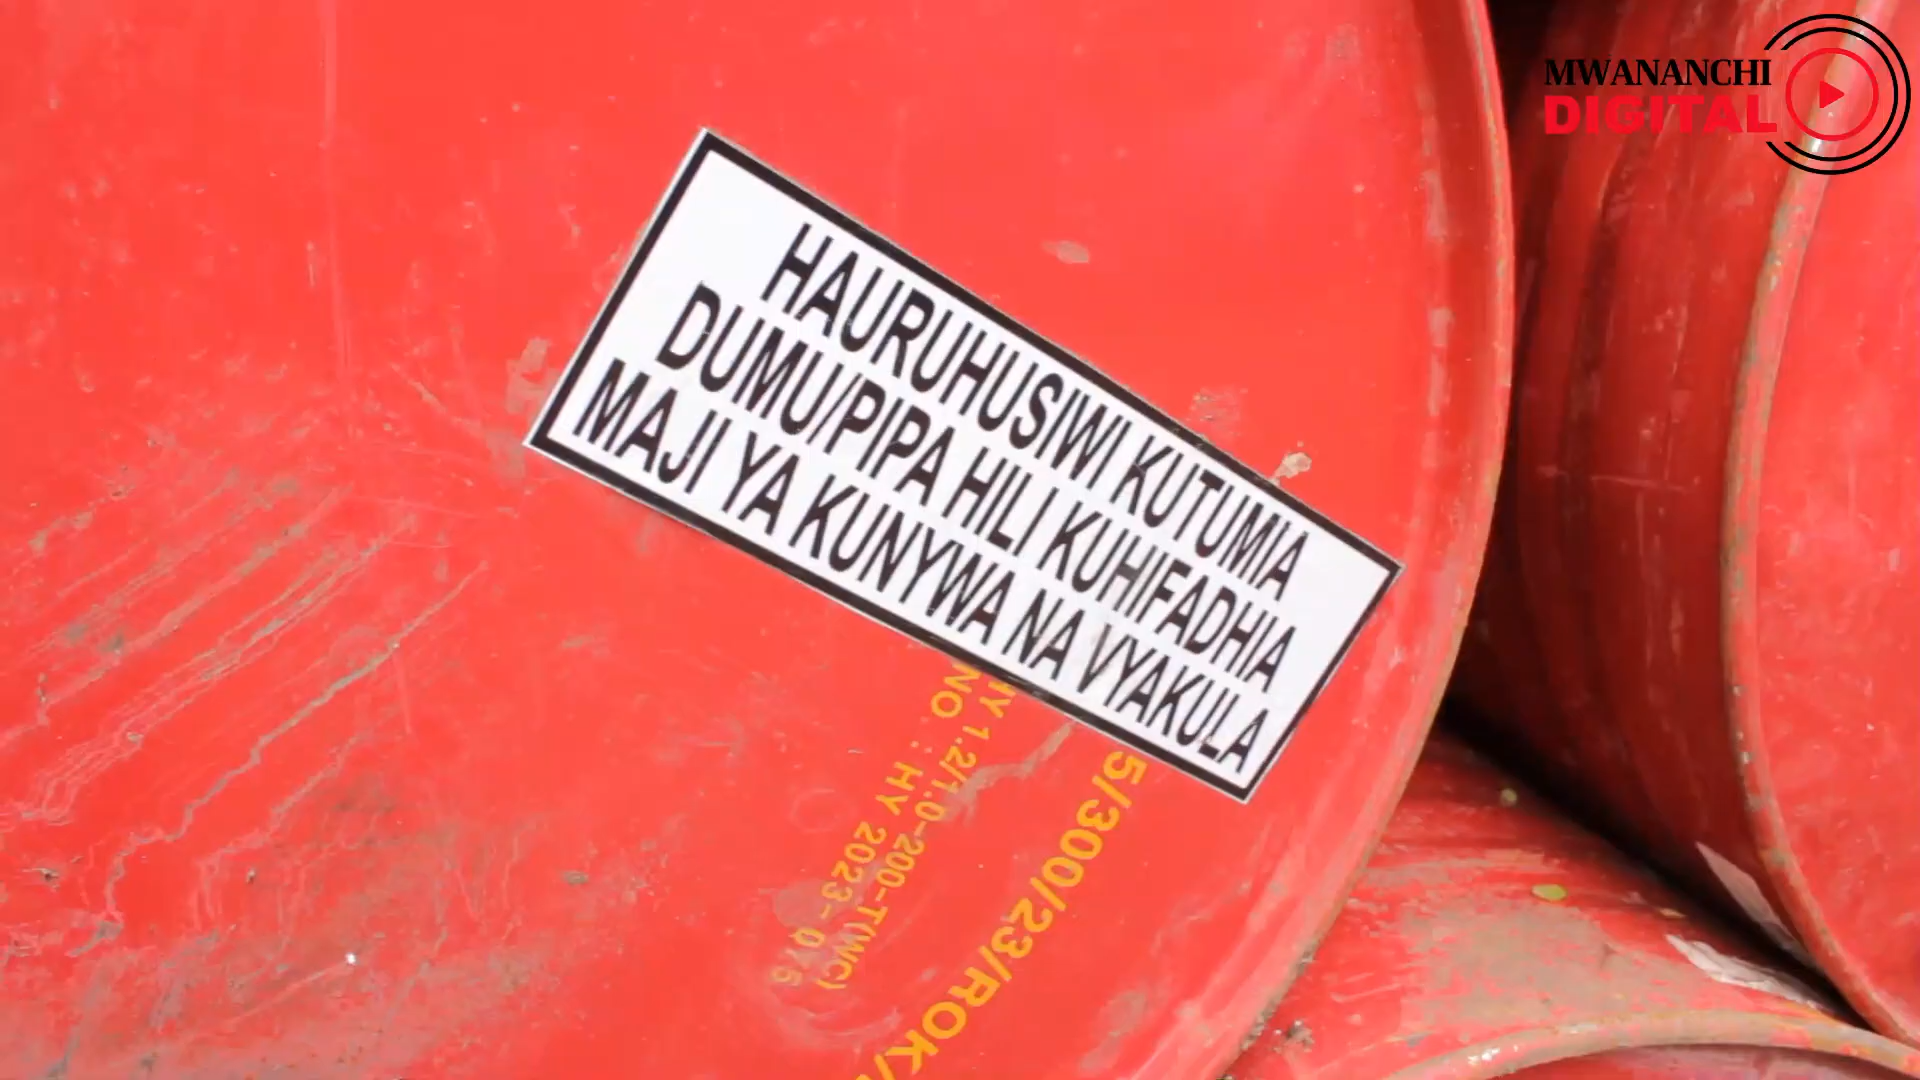 MWANANCHI
DIGITAL
HAURUHUSIWI KUTUMIA
DUMU/PIPA HILI KUHIFADHIA
MAJI YA KUNYWA NA VYAKULA
5/300/23/ROK/
HY 1.2/1.0-200-T(WC)
NO : HY 2023-075